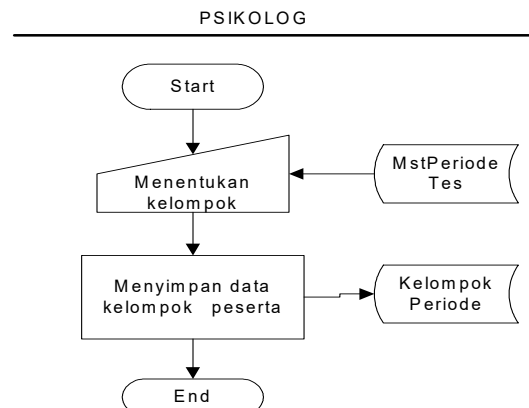 PSIKOLOG
Start
Menentukan
kelompok
MstPeriode
Tes
Menyimpan data
kelompok peserta
Kelompok
Periode
End